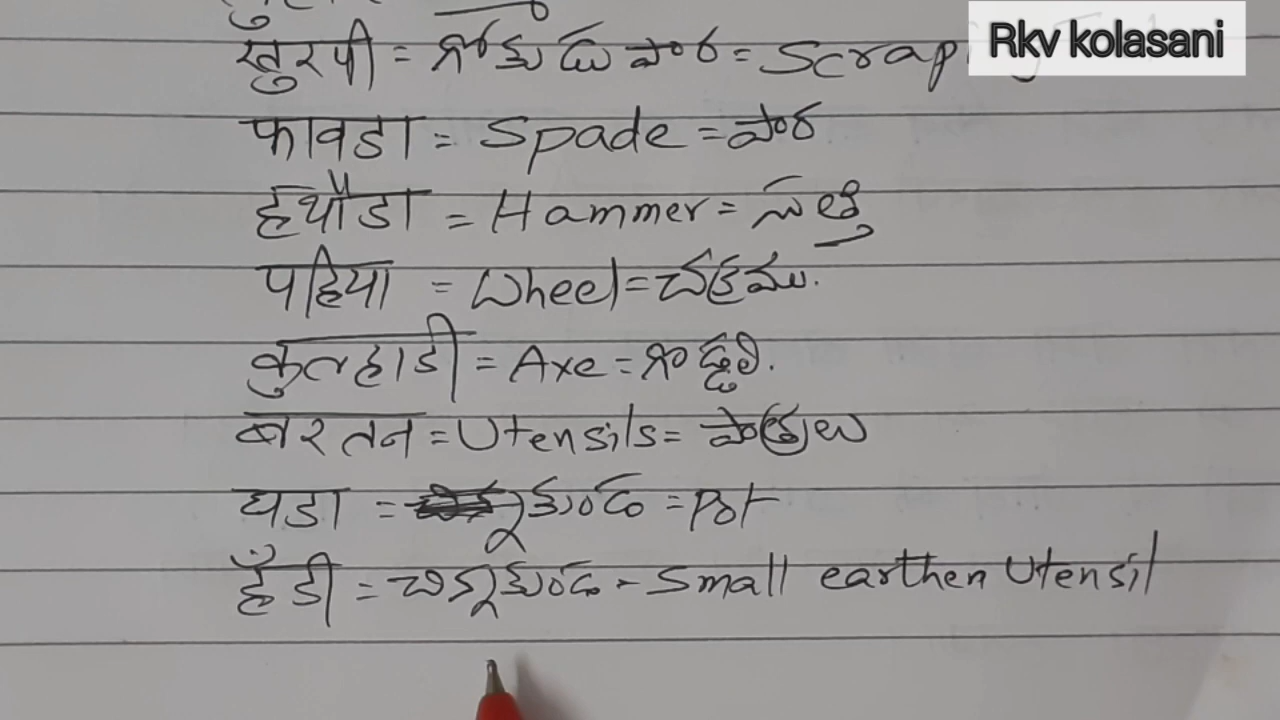 Rkv kolasani
खुरपी = గోకుడు పార = Scrap
फावडा = Spade = పార
हथौडा = Hammer = సుత్తి
पहिया = Wheel = చక్రము.
कुल्हाडी = Axe = గొడ్డలి.
बरतन = Utensils = పాత్రలు
घडा = కుండ = Pot
हँडी = చిన్నకుండ - Small earthen Utensil